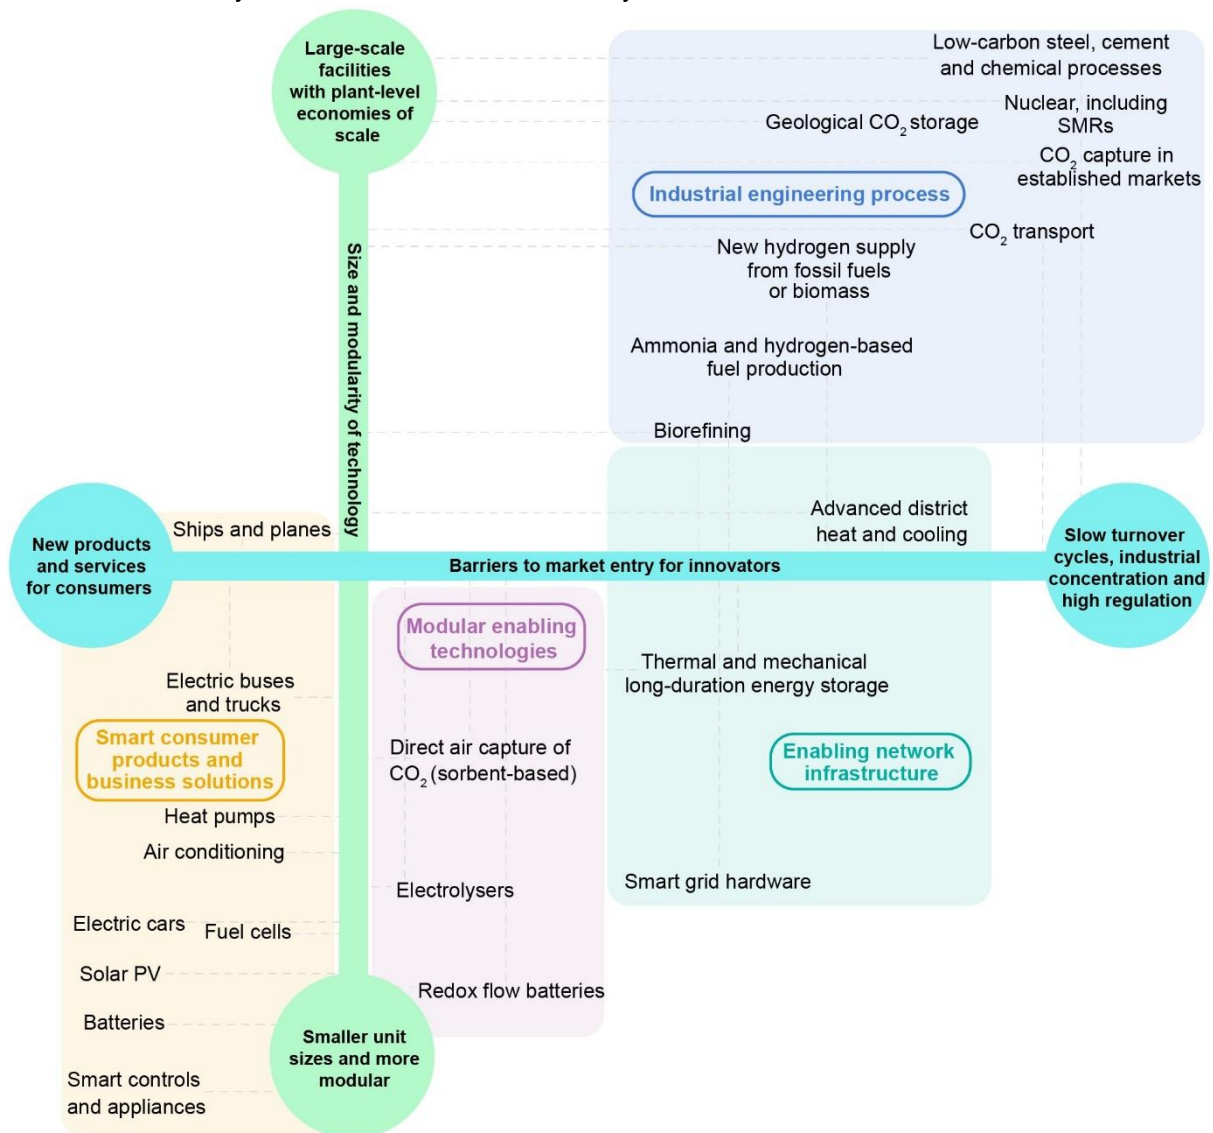 Large-scale
facilities
with plant-level
economies of
scale
Low-carbon steel, cement
and chemical processes
Nuclear, including
SMRs
Geological CO₂ storage
CO₂ capture in
established markets
Industrial engineering process
CO₂ transport
New hydrogen supply
from fossil fuels
or biomass
Size and modularity of technology
Ammonia and hydrogen-based
fuel production
Biorefining
Advanced district
heat and cooling
Ships and planes
New products
and services
for consumers
Barriers to market entry for innovators
Slow turnover
cycles, industrial
concentration and
high regulation
Modular enabling
technologies
Thermal and mechanical
long-duration energy storage
Electric buses
and trucks
Smart consumer
products and
business solutions
Direct air capture of
CO₂ (sorbent-based)
Enabling network
infrastructure
Heat pumps
Air conditioning
Electrolysers
Smart grid hardware
Electric cars
Fuel cells
Solar PV
Redox flow batteries
Batteries
Smaller unit
sizes and more
modular
Smart controls
and appliances